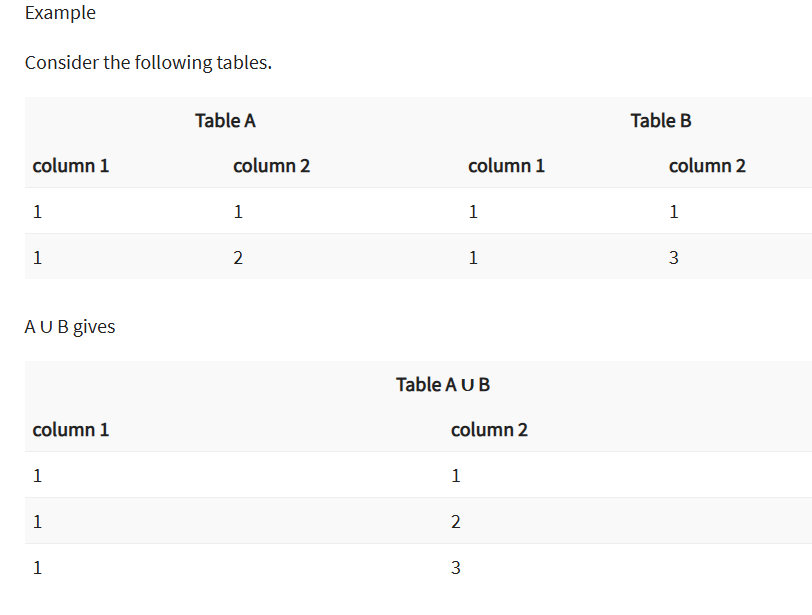 Example
Consider the following tables.
Table A Table B
column 1 column 2 column 1 column 2
1 1 1 1
1 2 1 3
A ∪ B gives
Table A ∪ B
column 1 column 2
1 1
1 2
1 3